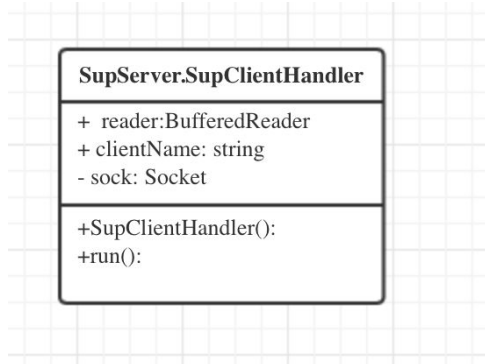 SupServer.SupClientHandler
+ reader:BufferedReader
+ clientName: string
- sock: Socket
+SupClientHandler():
+run():